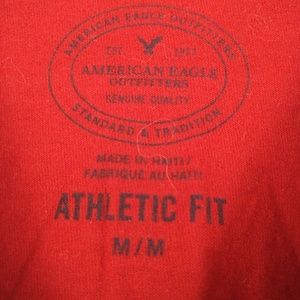 AMERICAN EAGLE OUTFITTERS
EST. 1977
AMERICAN EAGLE
OUTFITTERS
GENUINE QUALITY
STANDARD & TRADITION
MADE IN HAITI/
FABRIQUE AU HAITI
ATHLETIC FIT
M/M